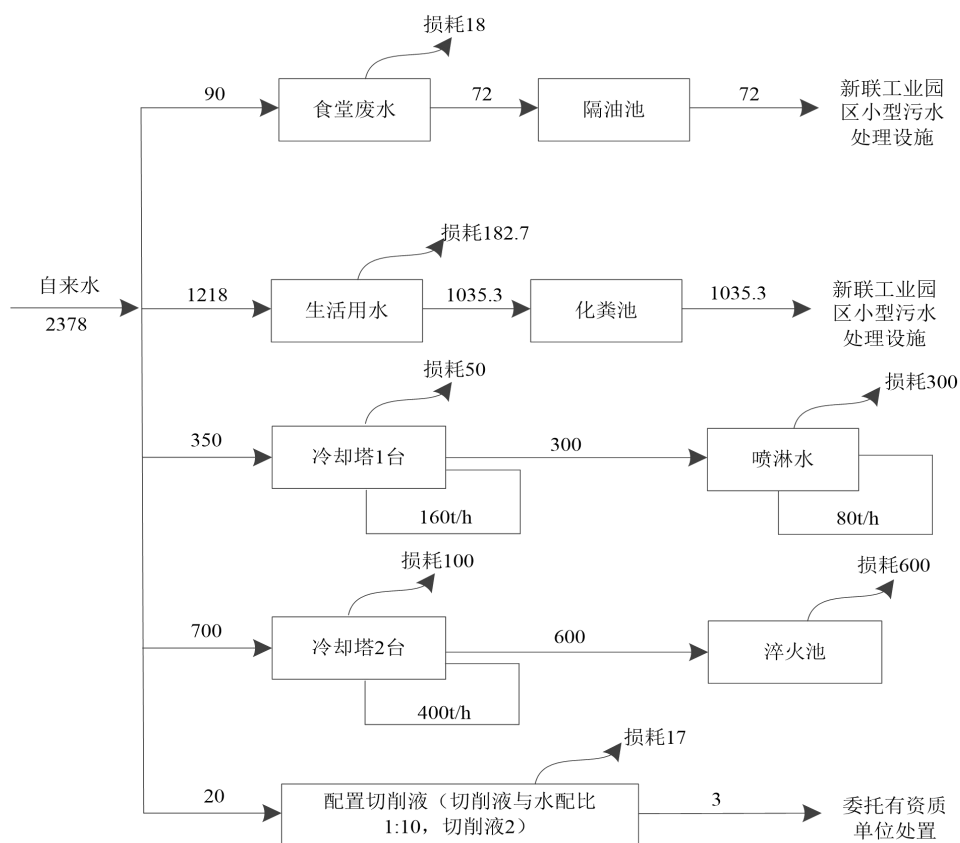 损耗18
90
食堂废水
72
隔油池
72
新联工业园
区小型污水
处理设施
自来水
2378
损耗182.7
1218
生活用水
1035.3
化粪池
1035.3
新联工业园
区小型污水
处理设施
损耗50
350
冷却塔1台
160t/h
300
损耗300
喷淋水
80t/h
损耗100
700
冷却塔2台
400t/h
600
损耗600
淬火池
损耗17
20
配置切削液（切削液与水配比
1:10，切削液2）
3
委托有资质
单位处置